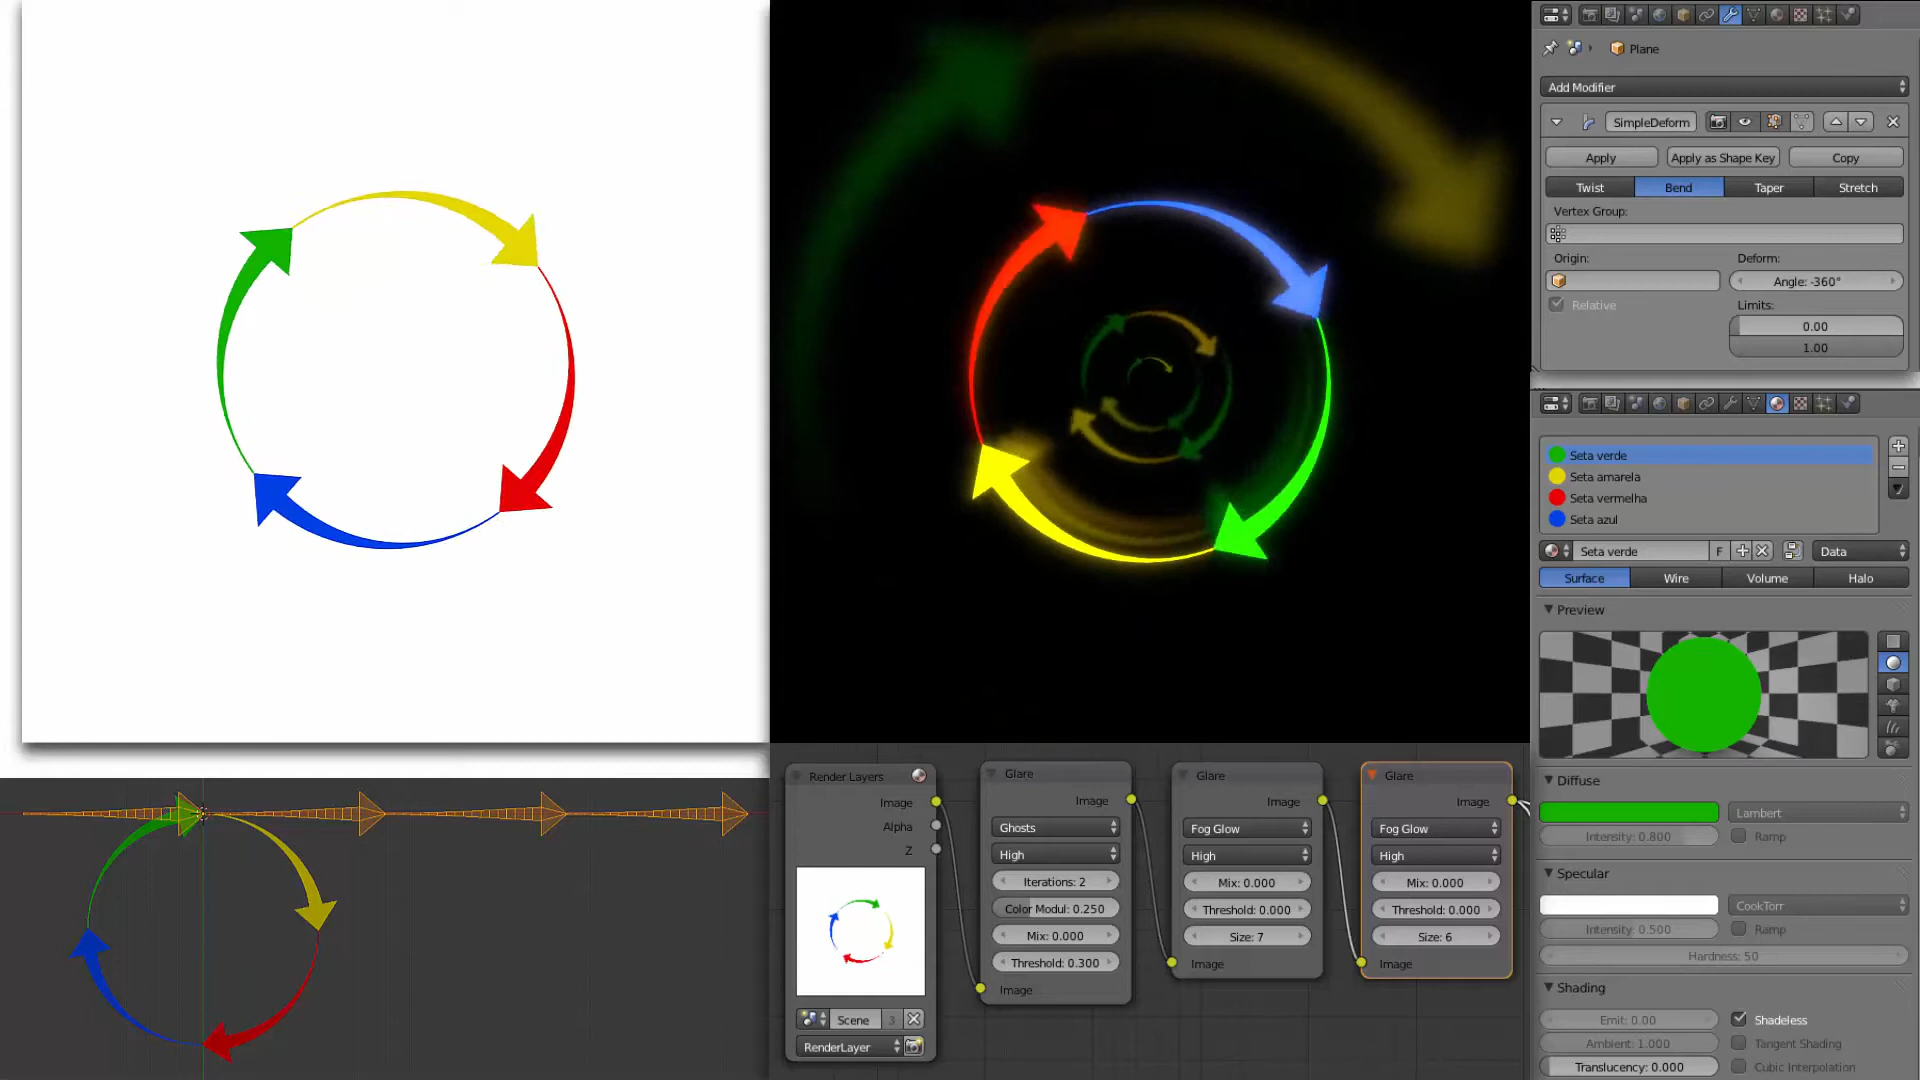 Plane
Add Modifier
SimpleDeform
Apply
Apply as Shape Key
Copy
Twist
Bend
Taper
Stretch
Vertex Group:
Origin:
Deform:
Angle: -360°
Relative
Limits:
0.00
1.00
Seta verde
Seta amarela
Seta vermelha
Seta azul
Seta verde
F
Data
Surface
Wire
Volume
Halo
Preview
Diffuse
Lambert
Intensity: 0.800
Ramp
Specular
CookTorr
Intensity: 0.500
Ramp
Hardness: 50
Shading
Emit: 0.00
Shadeless
Ambient: 1.000
Tangent Shading
Translucency: 0.000
Cubic Interpolation
Render Layers
Image
Alpha
Z
Scene
3
RenderLayer
Glare
Image
Ghosts
High
Iterations: 2
Color Modul: 0.250
Mix: 0.000
Threshold: 0.300
Image
Glare
Image
Fog Glow
High
Mix: 0.000
Threshold: 0.000
Size: 7
Image
Glare
Image
Fog Glow
High
Mix: 0.000
Threshold: 0.000
Size: 6
Image